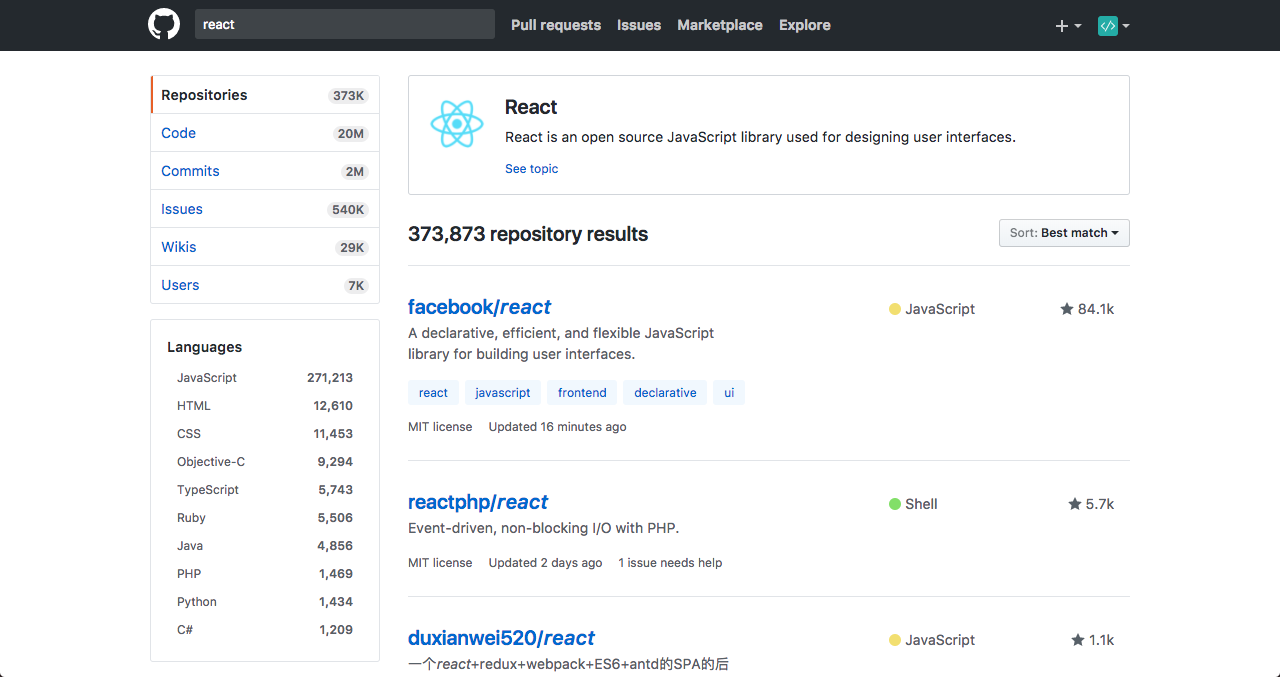 react
Pull requests Issues Marketplace Explore
Repositories 373K
Code 20M
Commits 2M
Issues 540K
Wikis 29K
Users 7K
Languages
JavaScript 271,213
HTML 12,610
CSS 11,453
Objective-C 9,294
TypeScript 5,743
Ruby 5,506
Java 4,856
PHP 1,469
Python 1,434
C# 1,209
React
React is an open source JavaScript library used for designing user interfaces.
See topic
373,873 repository results
Sort: Best match
facebook/react
JavaScript
84.1k
A declarative, efficient, and flexible JavaScript
library for building user interfaces.
react javascript frontend declarative ui
MIT license Updated 16 minutes ago
reactphp/react
Shell
5.7k
Event-driven, non-blocking I/O with PHP.
MIT license Updated 2 days ago 1 issue needs help
duxianwei520/react
JavaScript
1.1k
一个react+redux+webpack+ES6+antd的SPA的后